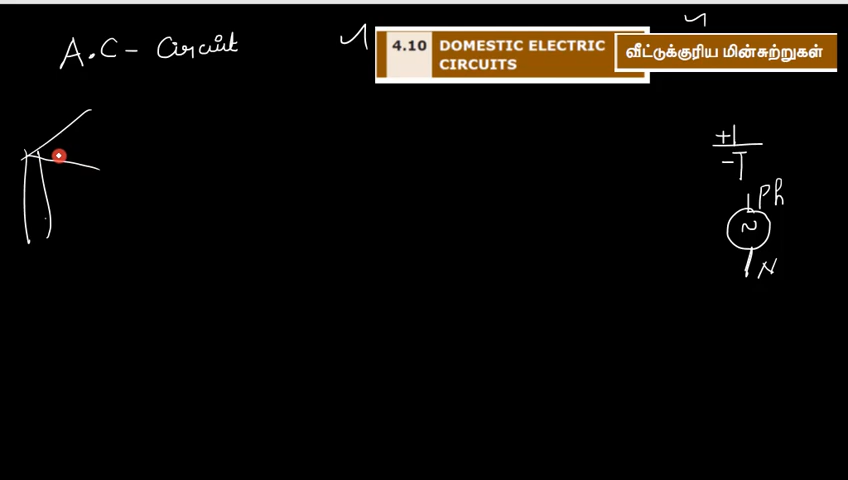 A.C - Circuit
4.10 DOMESTIC ELECTRIC
CIRCUITS
வீட்டுக்குரிய மின்சுற்றுகள்
+
-
Ph
~
N